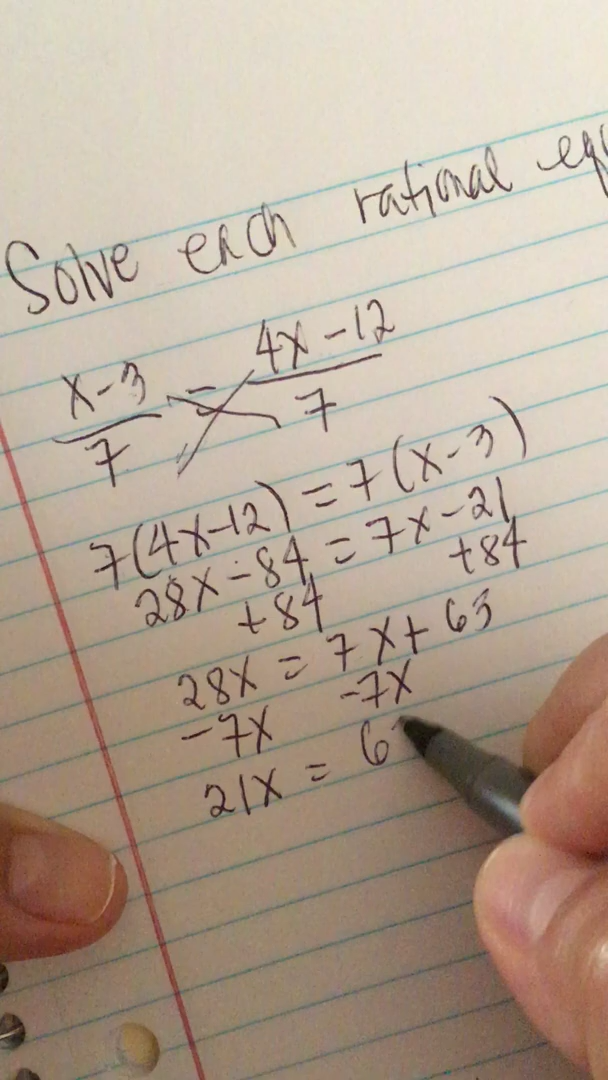 Solve each rational equ
x-3 = 4x-12
7 7
7(4x-12) = 7(x-3)
28x-84 = 7x-21
+84 +84
28x = 7x+63
-7x -7x
21x = 6